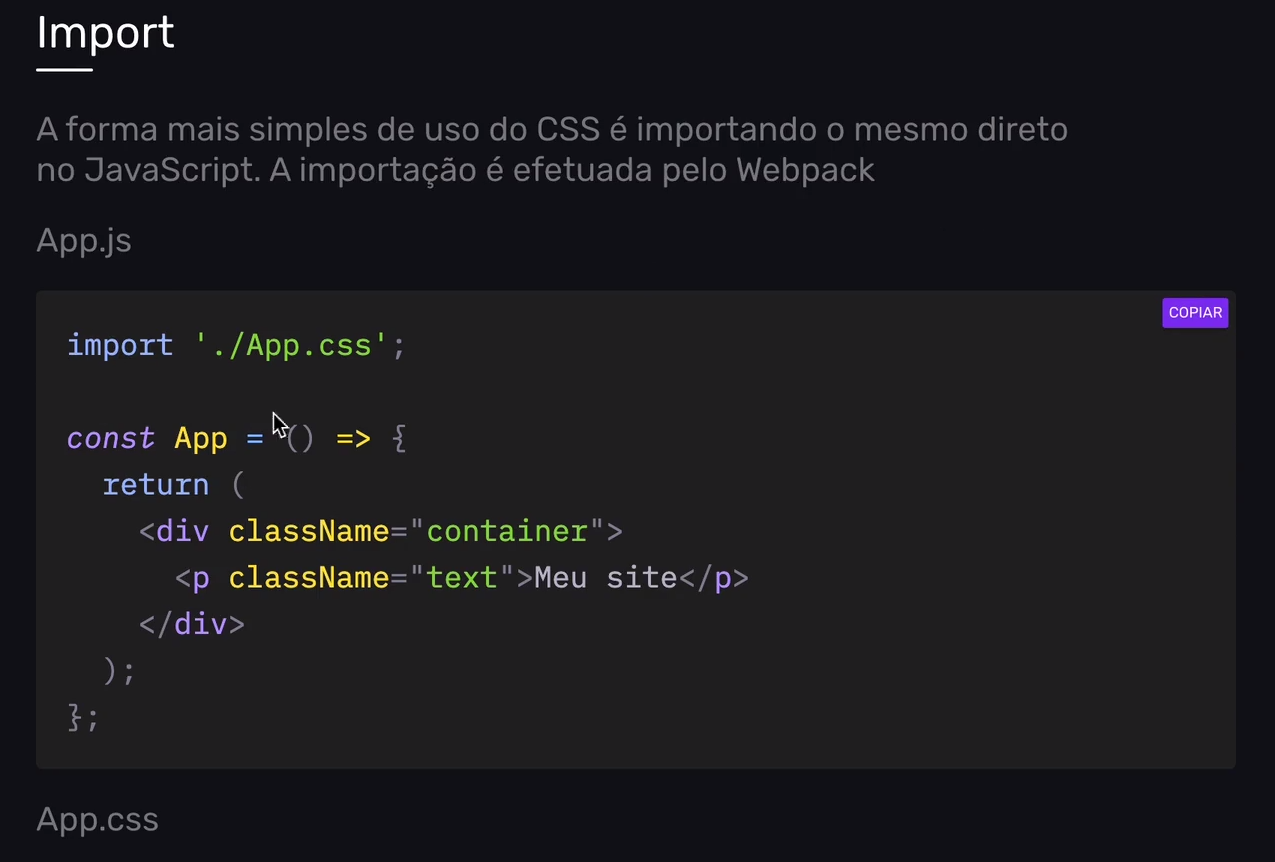 Import
A forma mais simples de uso do CSS é importando o mesmo direto
no JavaScript. A importação é efetuada pelo Webpack
App.js
COPIAR
import './App.css';
const App = () => {
  return (
    <div className="container">
      <p className="text">Meu site</p>
    </div>
  );
};
App.css